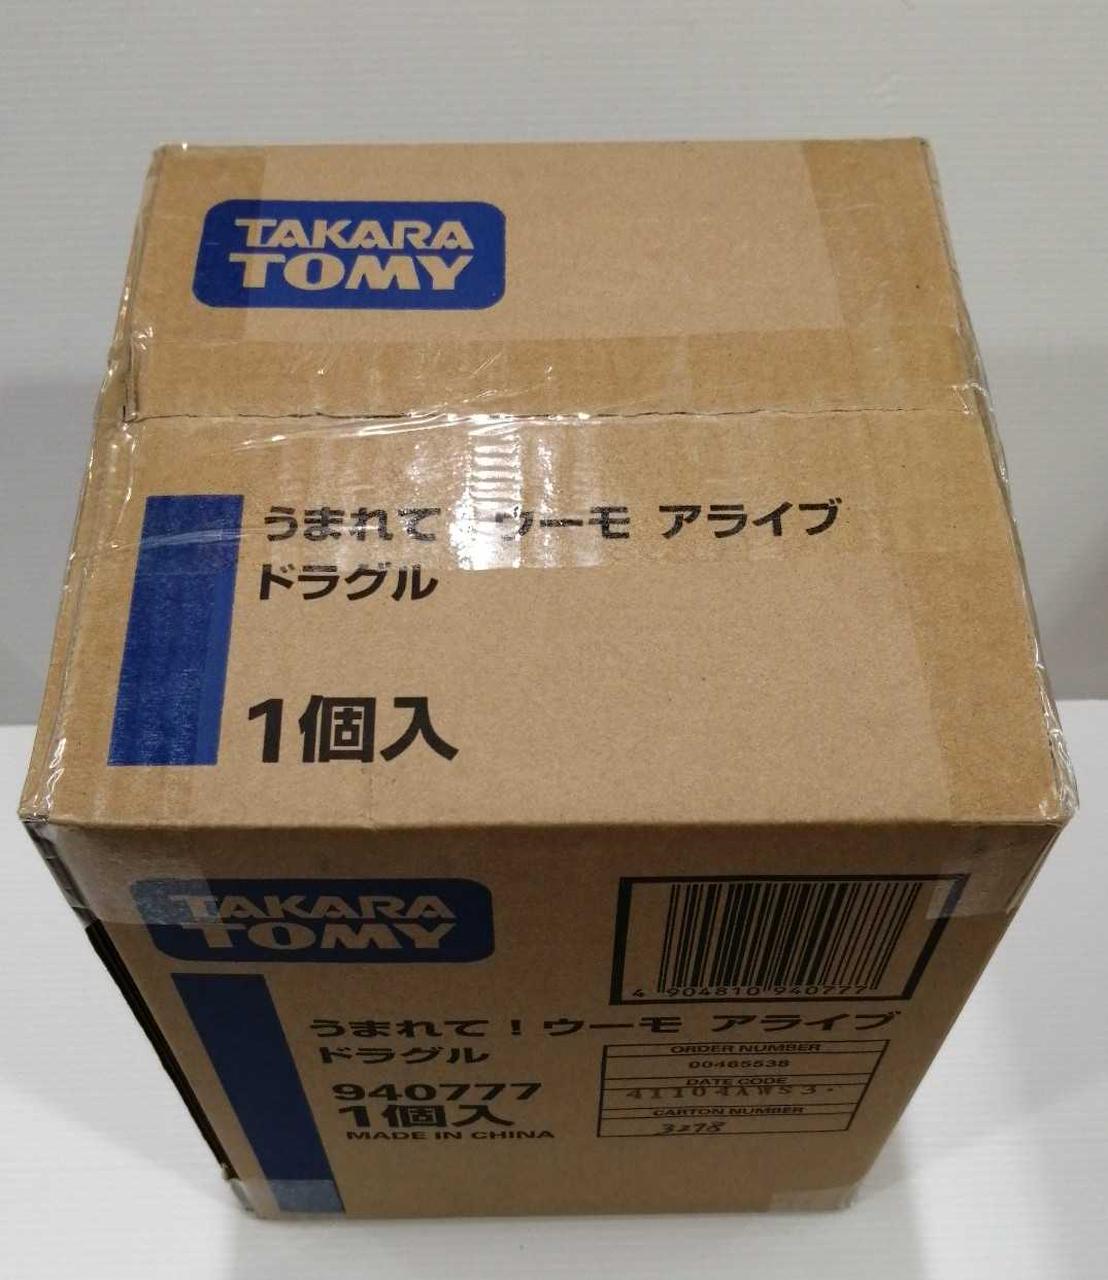 TAKARA
TOMY
うまれて！ウーモ アライブ
ドラグル
1個入
TAKARA
TOMY
4 904810 940777
うまれて！ウーモ アライブ
ドラグル
940777
1個入
MADE IN CHINA
ORDER NUMBER
00465538
DATE CODE
41104AWS3.
CARTON NUMBER
3278